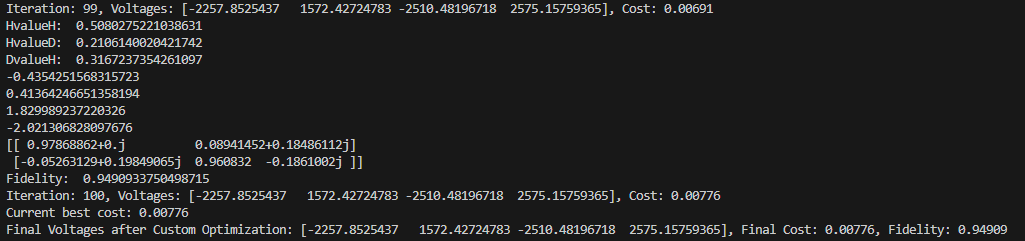 Iteration: 99, Voltages: [-2257.8525437   1572.42724783 -2510.48196718  2575.15759365], Cost: 0.00691
HvalueH:  0.5080275221038631
HvalueD:  0.2106140020421742
DvalueH:  0.3167237354261097
-0.4354251568315723
0.41364246651358194
1.829989237220326
-2.021306828097676
[[ 0.97868862+0.j          0.08941452+0.18486112j]
 [-0.05263129+0.19849065j  0.960832  -0.1861002j ]]
Fidelity:  0.9490933750498715
Iteration: 100, Voltages: [-2257.8525437   1572.42724783 -2510.48196718  2575.15759365], Cost: 0.00776
Current best cost: 0.00776
Final Voltages after Custom Optimization: [-2257.8525437   1572.42724783 -2510.48196718  2575.15759365], Final Cost: 0.00776, Fidelity: 0.94909